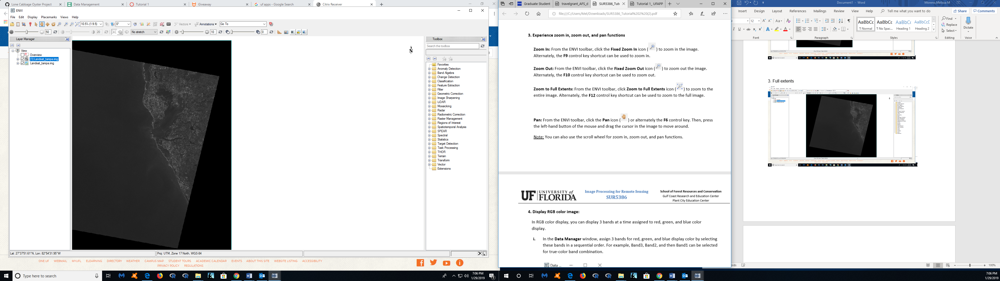 Lone Cabbage Oyster Project
Data Management
Tutorial 1
Giveaway
uf apps - Google Search
Citrix Receiver
ENVI
File Edit Display Placemarks Views Help
10.5% (1:9.5)
0°
Vectors
Annotations
Go To
50
20
No stretch
10
0
Layer Manager
View
Overview
[1] Landsat_tampa.img
Landsat_tampa.img
N
Toolbox
Search the toolbox
Favorites
Anomaly Detection
Band Algebra
Change Detection
Classification
Feature Extraction
Filter
Geometric Correction
Image Sharpening
LiDAR
Mosaicking
Radar
Radiometric Correction
Raster Management
Regions of Interest
Spatiotemporal Analysis
SPEAR
Spectral
Statistics
Target Detection
Task Processing
THOR
Terrain
Transform
Vector
Extensions
Lat: 27°37'51.61"N, Lon: 82°54'31.95"W
Proj: UTM, Zone 17 North, WGS-84
ONE UF WEBMAIL MYUFL ELEARNING DIRECTORY WEATHER CAMPUS MAP STUDENT TOURS ACADEMIC CALENDAR EVENTS ABOUT THIS SITE WEBSITE LISTING ACCESSIBILITY
PRIVACY POLICY REGULATIONS
Type here to search
7:06 PM
1/29/2019
Graduate Student
travelgrant_AFS_d
SUR5386_Tut
Tutorial 1_ UFAPP
file:///C:/Users/Mel/Downloads/SUR5386_Tutorial%202%20(2).pdf
3. Experience zoom in, zoom out, and pan functions
Zoom In: From the ENVI toolbar, click the Fixed Zoom In icon ( ) to zoom in the image.
Alternately, the F9 control key shortcut can be used to zoom in.
Zoom Out: From the ENVI toolbar, click the Fixed Zoom Out icon ( ) to zoom out the image.
Alternately, the F10 control key shortcut can be used to zoom out.
Zoom to Full Extents: From the ENVI toolbar, click Zoom to Full Extents icon ( ) to zoom to the
entire image. Alternately, the F12 control key shortcut can be used to zoom to the full image.
Pan: From the ENVI toolbar, click the Pan icon ( ) or alternately the F6 control key. Then, press
the left-hand button of the mouse and drag the cursor in the image to move around.
Note: You can also use the scroll wheel for zoom in, zoom out, and pan functions.
UF UNIVERSITY of FLORIDA
Image Processing for Remote Sensing
SUR5386
School of Forest Resources and Conservation
Gulf Coast Research and Education Center
Plant City Education Center
4. Display RGB color image:
In RGB color display, you can display 3 bands at a time assigned to red, green, and blue color
display.
i. In the Data Manager window, assign 3 bands for red, green, and blue display color by selecting
these bands in a sequential order. For example, Band3, Band2, and then Band1 can be selected
for true-color band combination.
Data ...
Document1 - Word
Moreno,Melissa M
Insert Design Layout References Mailings Review View Help
Tell me what you want to do
Share
Comments
12
Aa
AaBbCc AaBbCc AaBbCc AaBbCcE
¶ Normal ¶ No Spac... Heading 1 Heading 2
Find
Replace
Select
Dictate
Font Paragraph Styles Editing Voice
3. Full extents
ords
100%
7:06 PM
1/29/2019